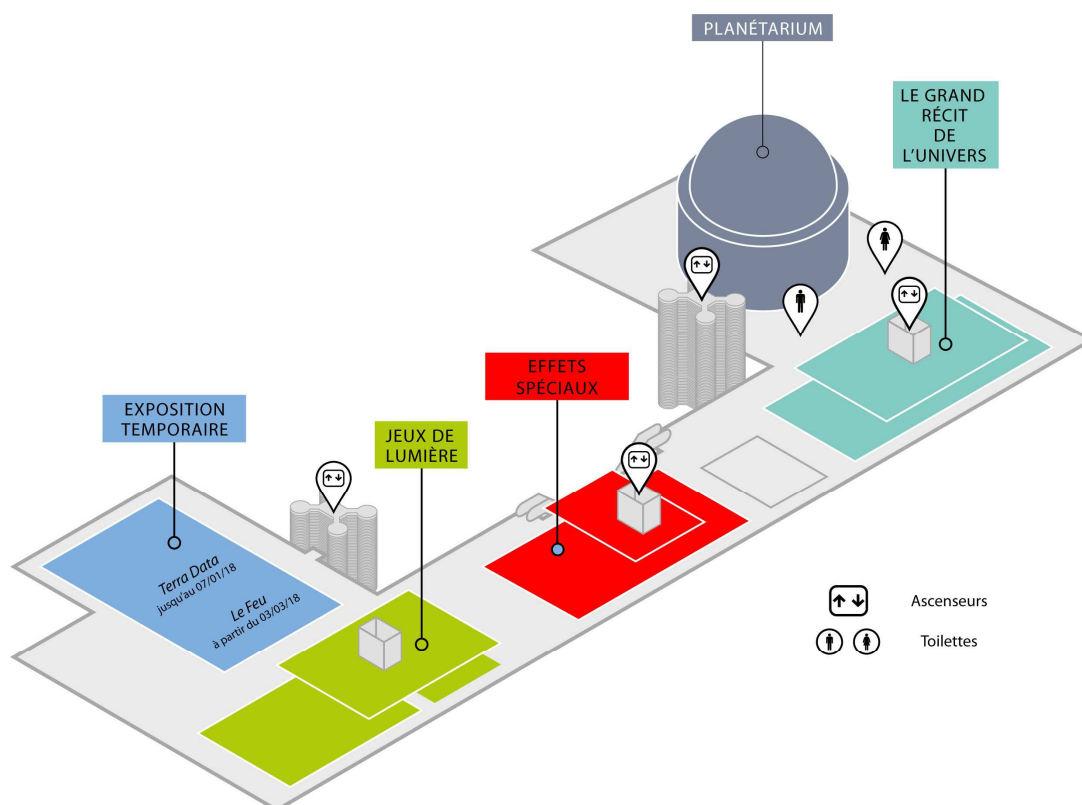 PLANÉTARIUM
LE GRAND
RÉCIT
DE
L'UNIVERS
EFFETS
SPÉCIAUX
EXPOSITION
TEMPORAIRE
JEUX DE
LUMIÈRE
Terra Data
jusqu'au 07/01/18
Le Feu
à partir du 03/03/18
Ascenseurs
Toilettes